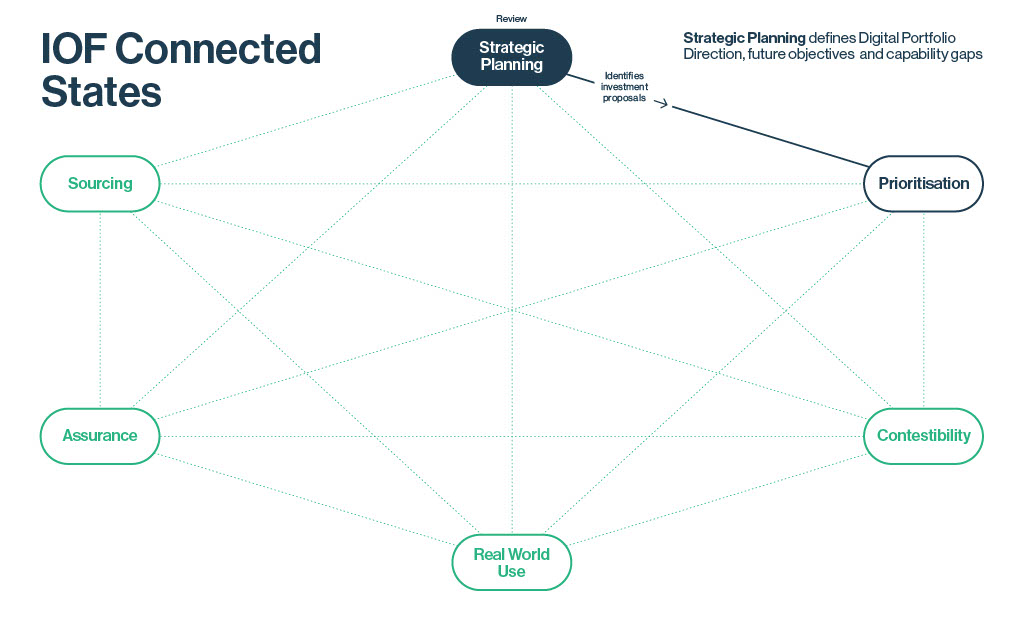 IOF Connected
States
Review
Strategic
Planning
Strategic Planning defines Digital Portfolio
Direction, future objectives and capability gaps
Identifies
investment
proposals
Sourcing
Prioritisation
Assurance
Contestibility
Real World
Use